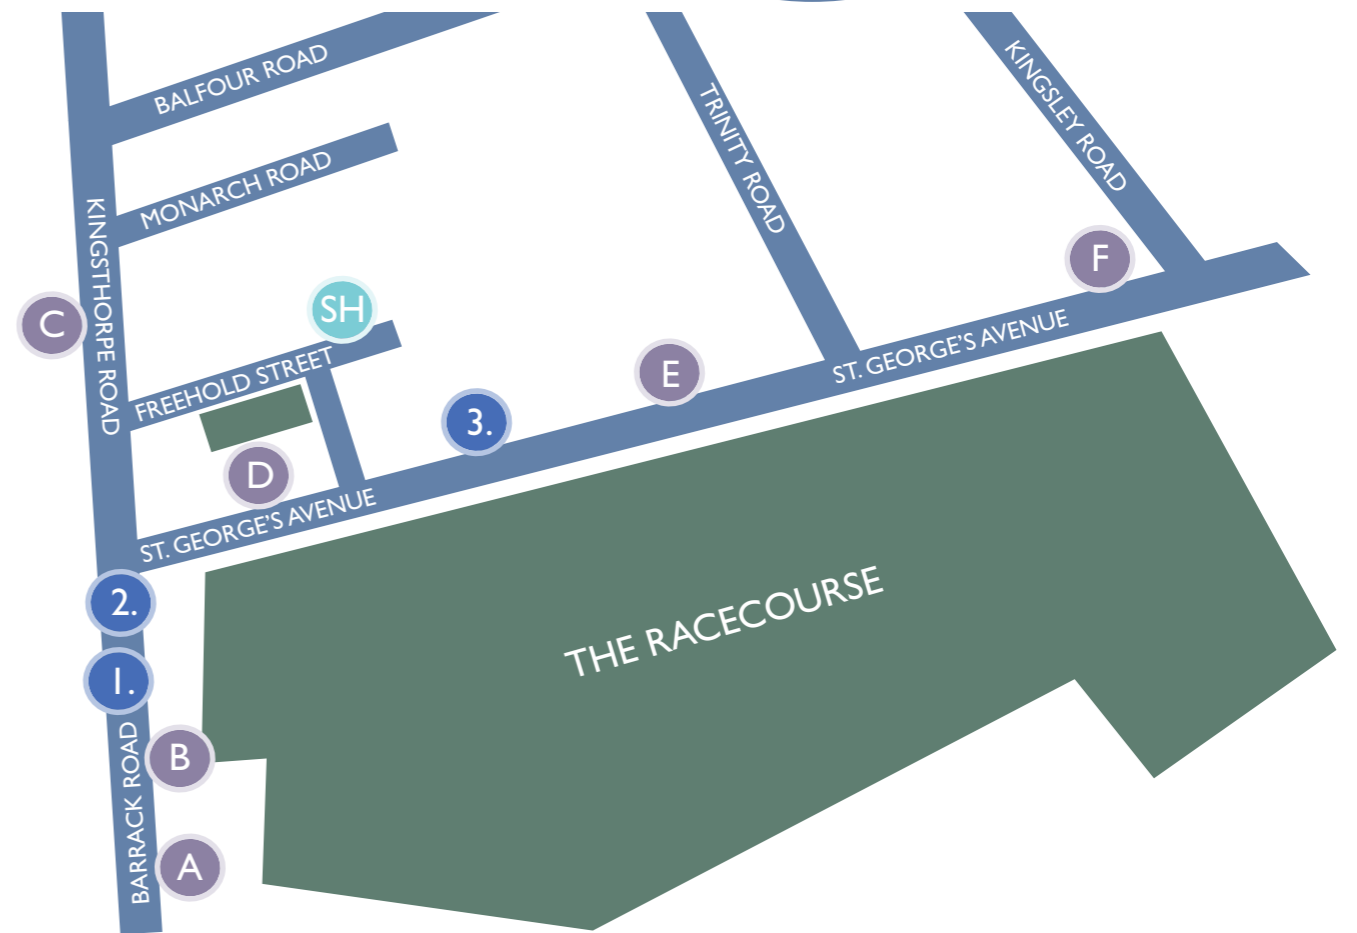 BALFOUR ROAD
KINGSLEY ROAD
TRINITY ROAD
MONARCH ROAD
KINGSTHORPE ROAD
F
SH
C
ST. GEORGE'S AVENUE
E
FREEHOLD STREET
3.
D
ST. GEORGE'S AVENUE
2.
THE RACECOURSE
1.
B
BARRACK ROAD
A